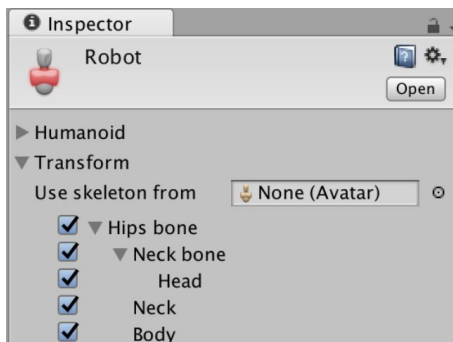 Inspector
Robot
Open
Humanoid
Transform
Use skeleton from None (Avatar)
Hips bone
Neck bone
Head
Neck
Body